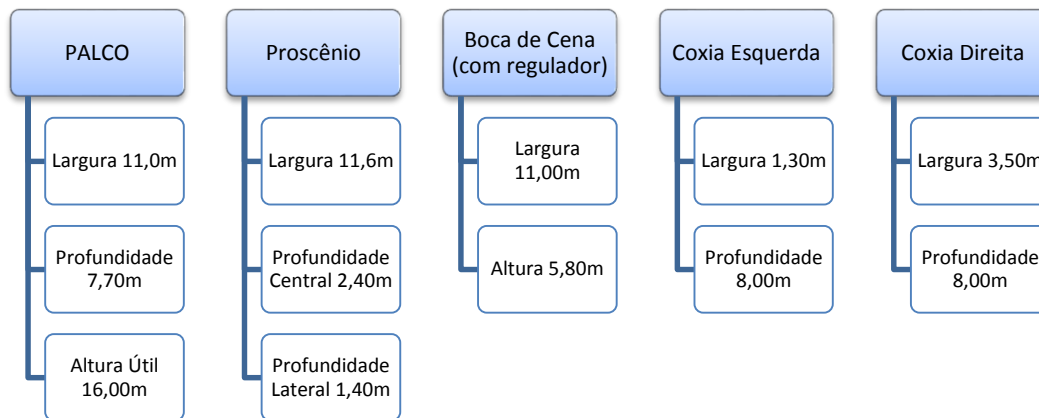 PALCO
Largura 11,0m
Profundidade
7,70m
Altura Útil
16,00m
Proscênio
Largura 11,6m
Profundidade
Central 2,40m
Profundidade
Lateral 1,40m
Boca de Cena
(com regulador)
Largura
11,00m
Altura 5,80m
Coxia Esquerda
Largura 1,30m
Profundidade
8,00m
Coxia Direita
Largura 3,50m
Profundidade
8,00m